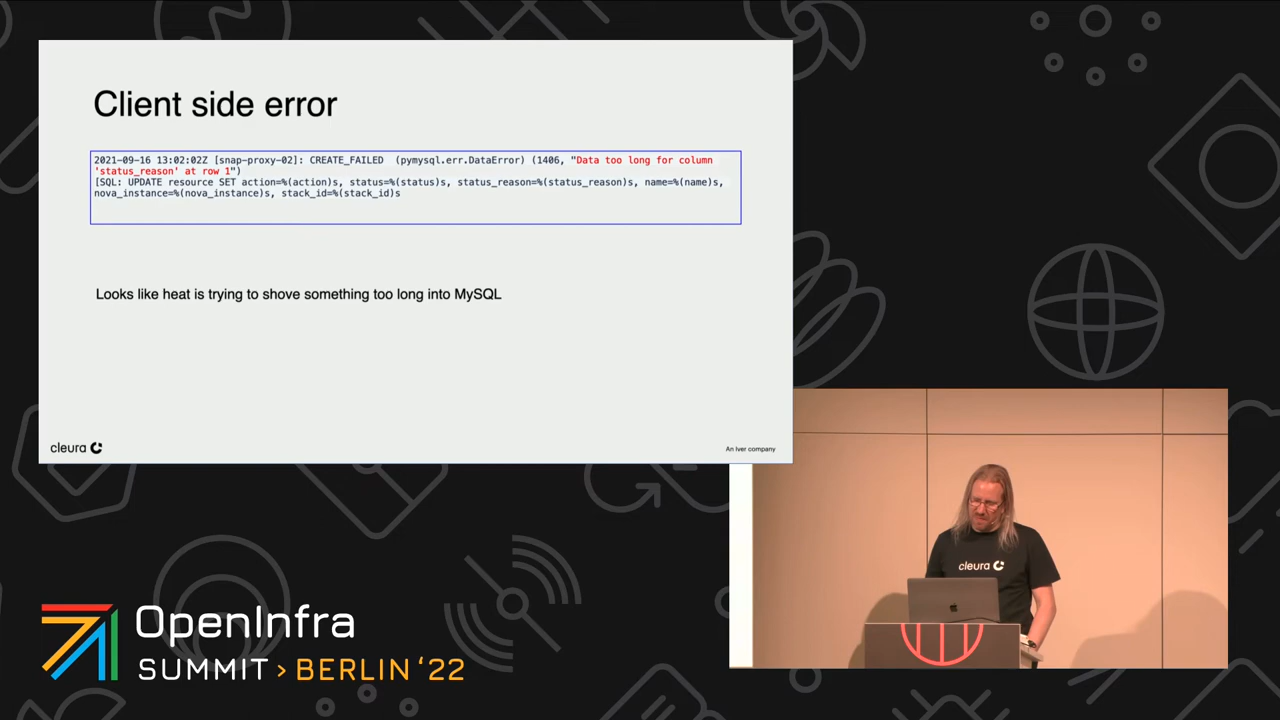 Client side error
2021-09-16 13:02:02Z [snap-proxy-02]: CREATE_FAILED  (pymysql.err.DataError) (1406, "Data too long for column
'status_reason' at row 1")
[SQL: UPDATE resource SET action=%(action)s, status=%(status)s, status_reason=%(status_reason)s, name=%(name)s,
nova_instance=%(nova_instance)s, stack_id=%(stack_id)s
Looks like heat is trying to shove something too long into MySQL
cleura
An Iver company
cleura
OpenInfra
SUMMIT > BERLIN ‘22